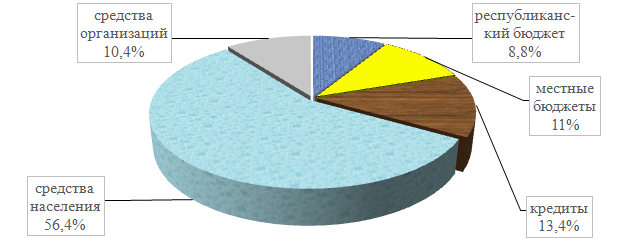 средства
организаций
10,4%
республиканс-
кий бюджет
8,8%
местные
бюджеты
11%
кредиты
13,4%
средства
населения
56,4%